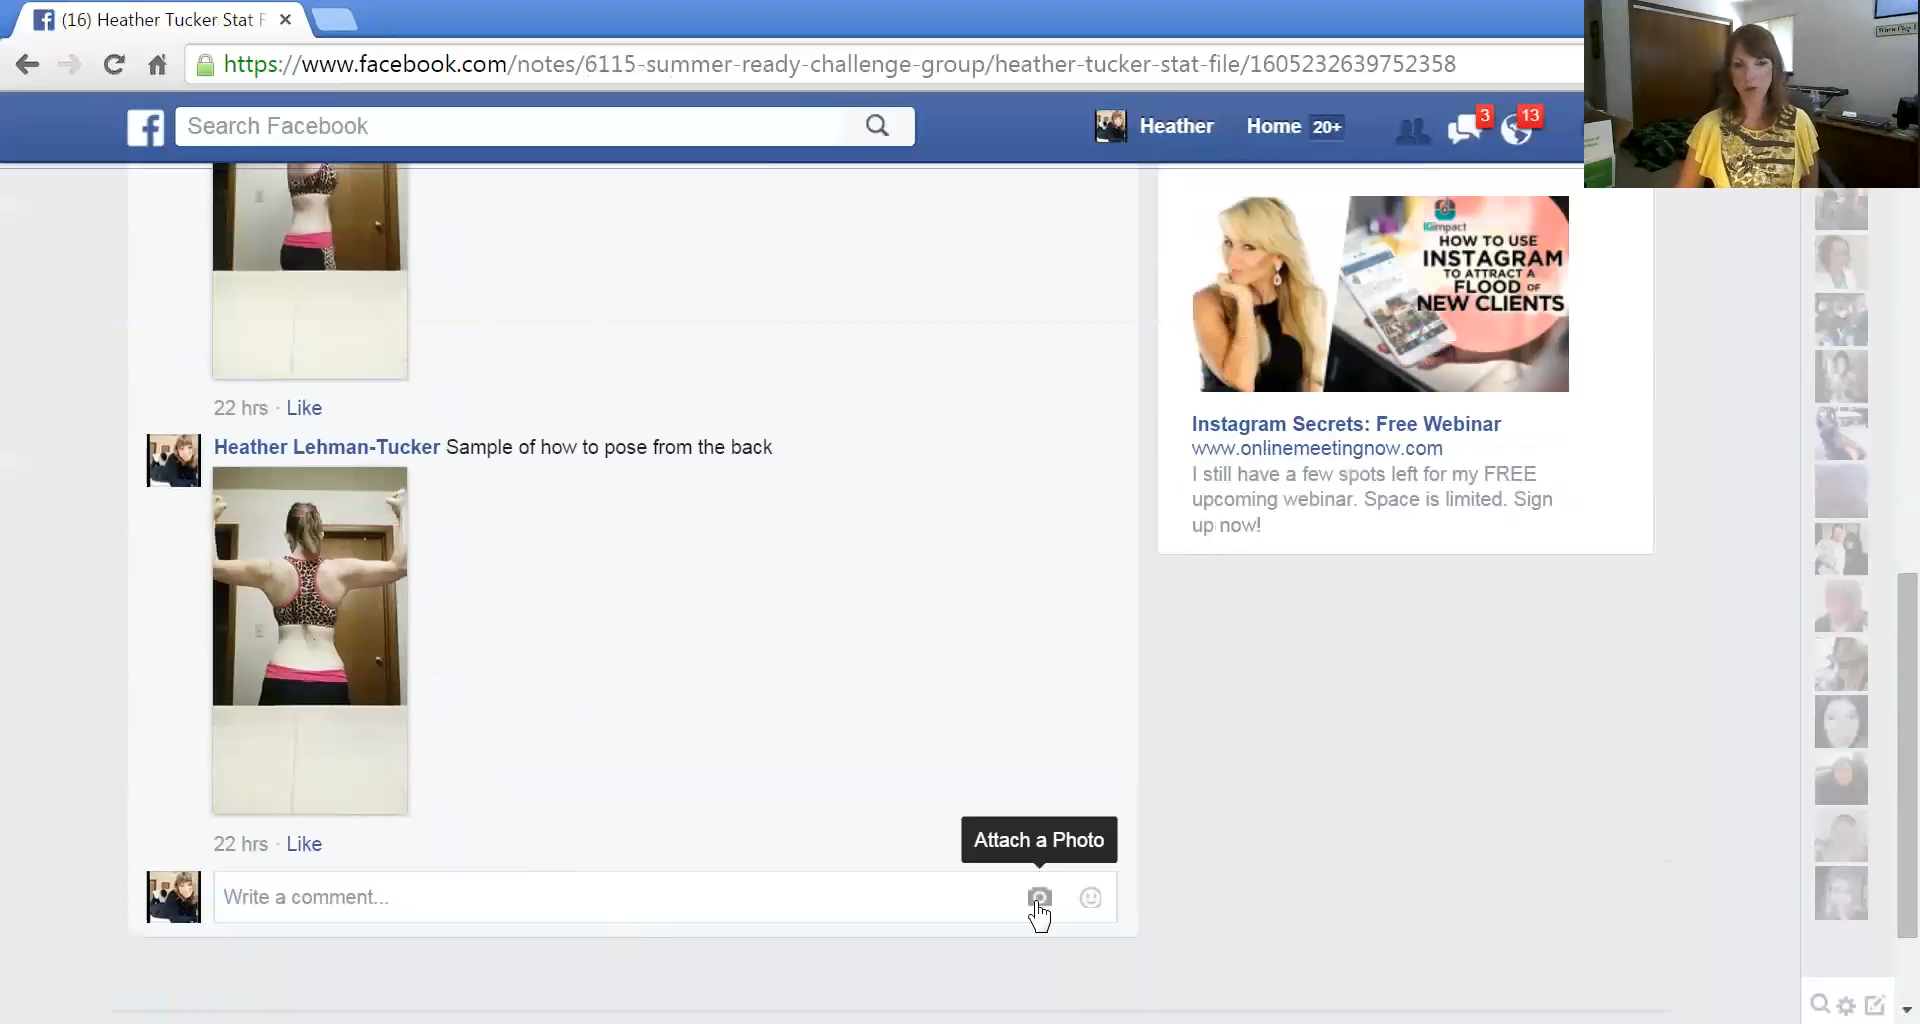 (16) Heather Tucker Stat F
https://www.facebook.com/notes/6115-summer-ready-challenge-group/heather-tucker-stat-file/1605232639752358
Search Facebook
Heather
Home 20+
3
13
22 hrs · Like
Heather Lehman-Tucker Sample of how to pose from the back
22 hrs · Like
Attach a Photo
Write a comment...
IGimpact
HOW TO USE
INSTAGRAM
TO ATTRACT A
FLOOD OF
NEW CLIENTS
Instagram Secrets: Free Webinar
www.onlinemeetingnow.com
I still have a few spots left for my FREE
upcoming webinar. Space is limited. Sign
up now!